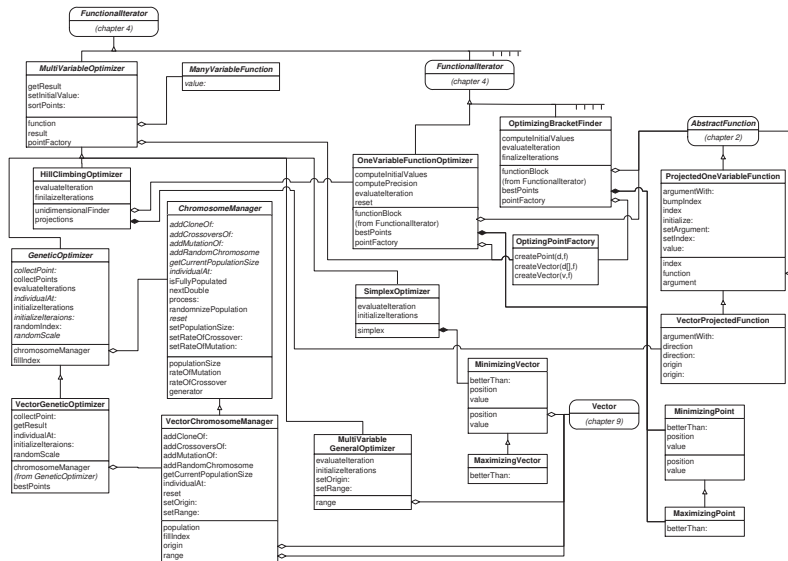 FunctionalIterator
(chapter 4)
MultiVariableOptimizer
getResult
setInitialValue:
sortPoints:
function
result
pointFactory
ManyVariableFunction
value:
FunctionalIterator
(chapter 4)
OptimizingBracketFinder
computeInitialValues
evaluateIteration
finalizeIterations
functionBlock
(from FunctionalIterator)
bestPoints
pointFactory
AbstractFunction
(chapter 2)
HillClimbingOptimizer
evaluateIteration
finilaizeIterations
unidimensionalFinder
projections
OneVariableFunctionOptimizer
computeInitialValues
computePrecision
evaluateIteration
reset
functionBlock
(from FunctionalIterator)
bestPoints
pointFactory
ProjectedOneVariableFunction
argumentWith:
bumpIndex
index
initialize:
setArgument:
setIndex:
value:
index
function
argument
ChromosomeManager
addCloneOf:
addCrossoversOf:
addMutationOf:
addRandomChromosome
getCurrentPopulationSize
individualAt:
isFullyPopulated
nextDouble
process:
randomnizePopulation
reset
setPopulationSize:
setRateOfCrossover:
setRateOfMutation:
populationSize
rateOfMutation
rateOfCrossover
generator
GeneticOptimizer
collectPoint:
collectPoints
evaluateIterations
individualAt:
initializeIterations
initializeIteraions:
randomIndex:
randomScale
chromosomeManager
fillIndex
OptizingPointFactory
createPoint(d,f)
createVector(d[],f)
createVector(v,f)
SimplexOptimizer
evaluateIteration
initializeIterations
simplex
VectorProjectedFunction
argumentWith:
direction
direction:
origin
origin:
MinimizingVector
betterThan:
position
value
position
value
VectorGeneticOptimizer
collectPoint:
getResult
individualAt:
initializeIteraions:
randomScale
chromosomeManager
(from GeneticOptimizer)
bestPoints
VectorChromosomeManager
addCloneOf:
addCrossoversOf:
addMutationOf:
addRandomChromosome
getCurrentPopulationSize
individualAt:
reset
setOrigin:
setRange:
population
fillIndex
origin
range
MultiVariable
GeneralOptimizer
evaluateIteration
initializeIterations
setOrigin:
setRange:
range
MaximizingVector
betterThan:
Vector
(chapter 9)
MinimizingPoint
betterThan:
position
value
position
value
MaximizingPoint
betterThan: